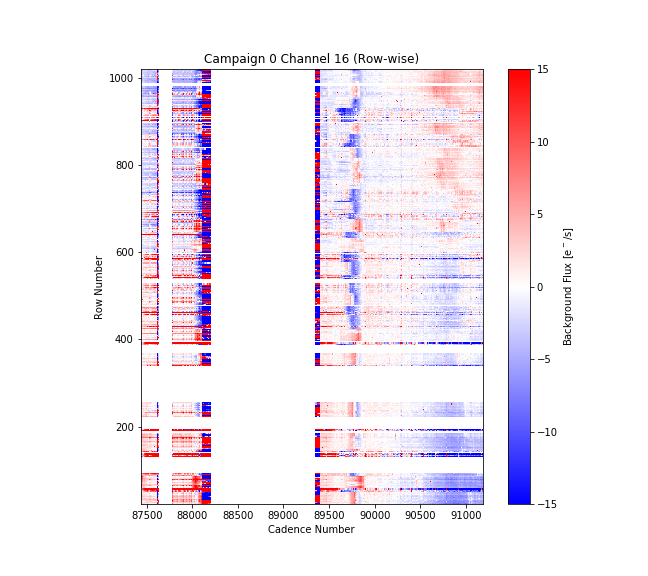 Campaign 0 Channel 16 (Row-wise)
1000
800
600
400
200
Row Number
87500 88000 88500 89000 89500 90000 90500 91000
Cadence Number
15
10
5
0
−5
−10
−15
Background Flux [e⁻/s]